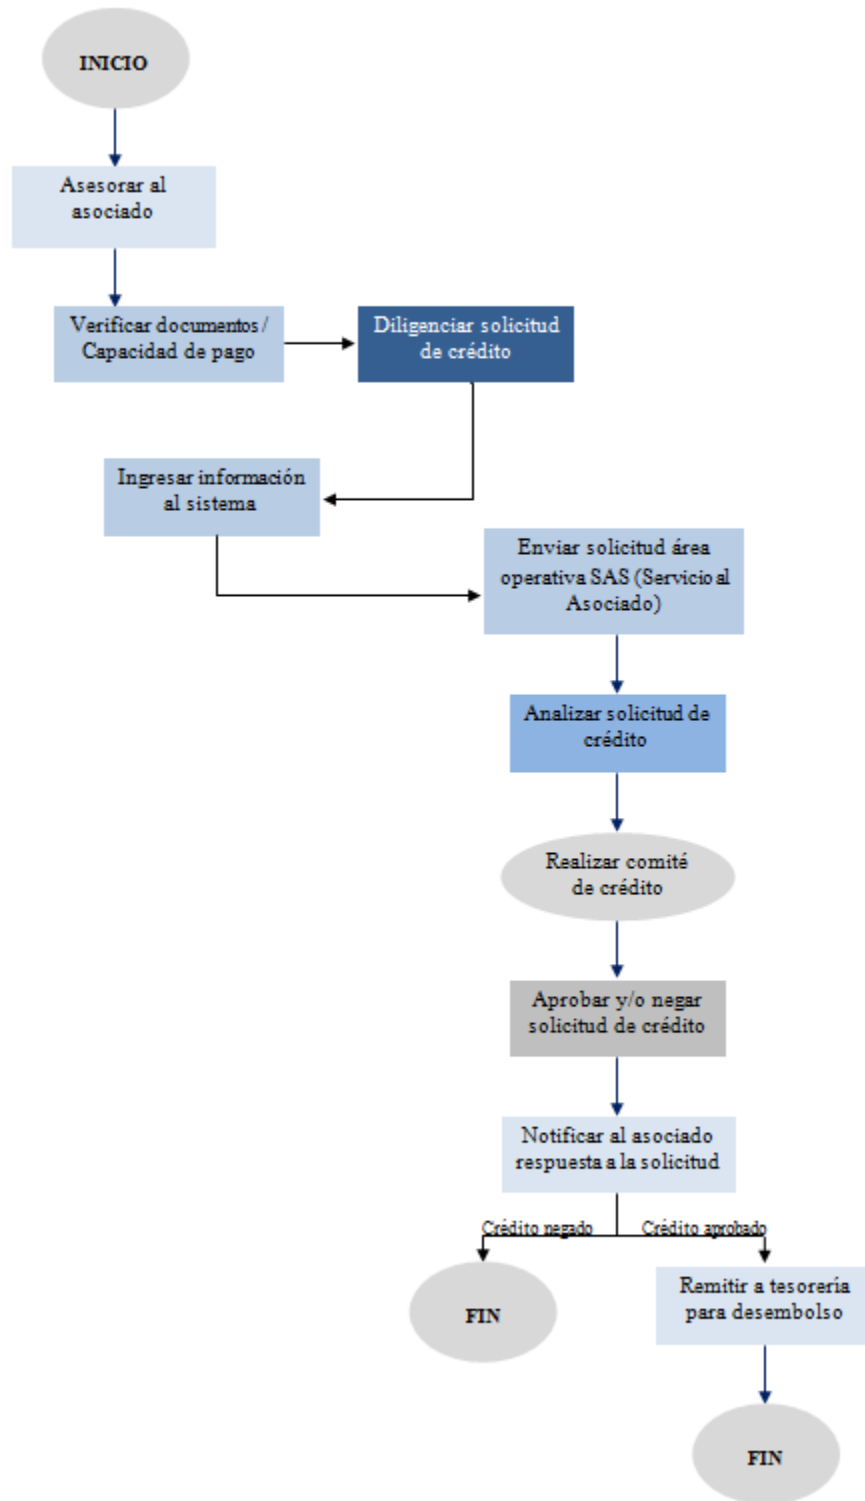 INICIO
Asesorar al
asociado
Verificar documentos /
Capacidad de pago
Diligenciar solicitud
de crédito
Ingresar información
al sistema
Enviar solicitud área
operativa SAS (Servicio al
Asociado)
Analizar solicitud de
crédito
Realizar comité
de crédito
Aprobar y/o negar
solicitud de crédito
Notificar al asociado
respuesta a la solicitud
Crédito negado
Crédito aprobado
FIN
Remitir a tesorería
para desembolso
FIN